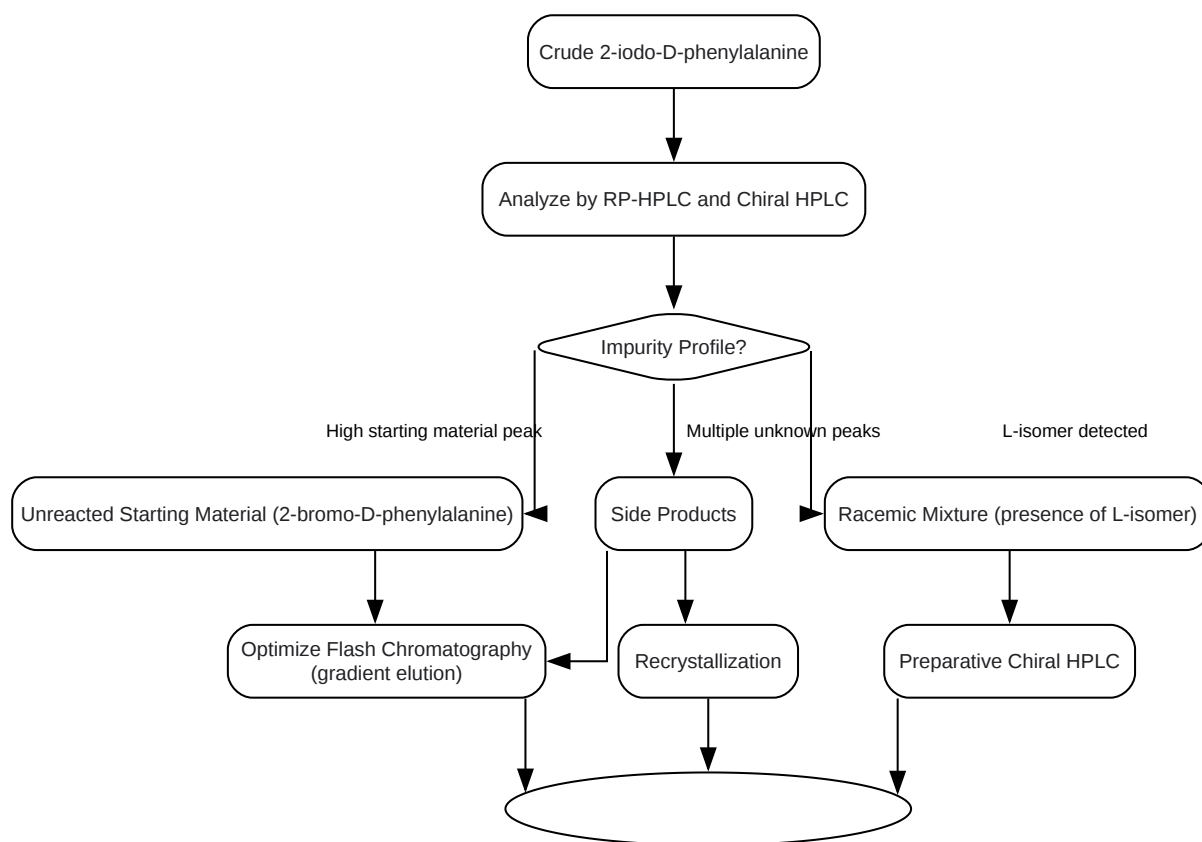 Crude 2-iodo-D-phenylalanine
Analyze by RP-HPLC and Chiral HPLC
Impurity Profile?
High starting material peak
Multiple unknown peaks
L-isomer detected
Unreacted Starting Material (2-bromo-D-phenylalanine)
Side Products
Racemic Mixture (presence of L-isomer)
Optimize Flash Chromatography
(gradient elution)
Recrystallization
Preparative Chiral HPLC